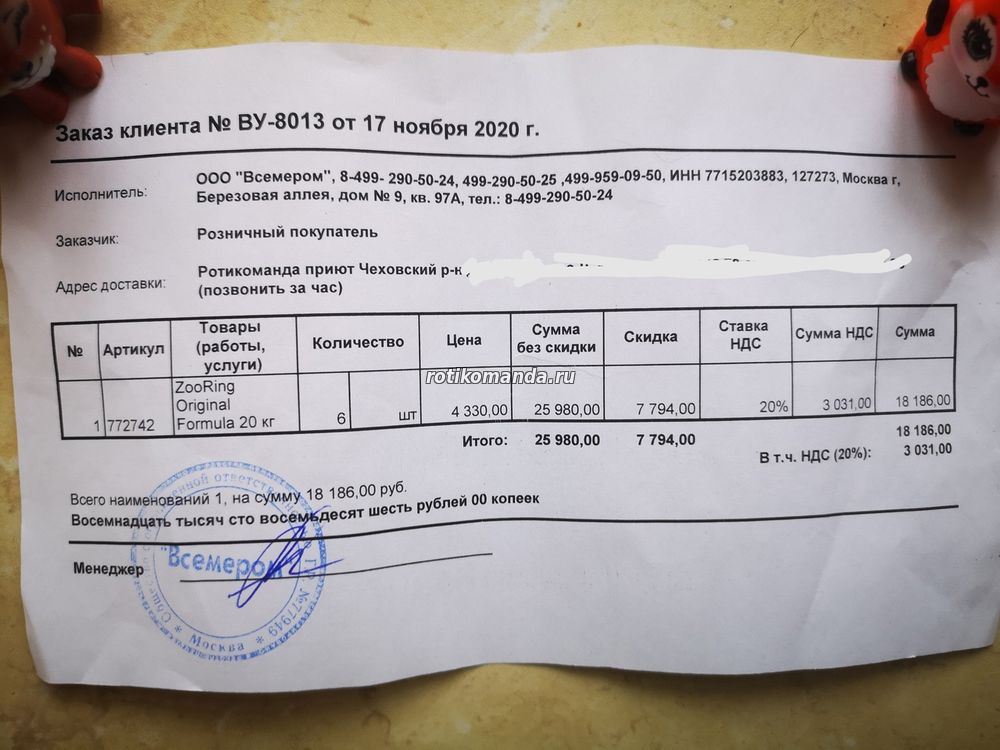 Заказ клиента № ВУ-8013 от 17 ноября 2020 г.
Исполнитель: ООО "Всемером", 8-499- 290-50-24, 499-290-50-25 ,499-959-09-50, ИНН 7715203883, 127273, Москва г,
Березовая аллея, дом № 9, кв. 97А, тел.: 8-499-290-50-24
Заказчик: Розничный покупатель
Адрес доставки: Ротикоманда приют Чеховский р-н
(позвонить за час)
№ Артикул Товары (работы, услуги) Количество Цена Сумма без скидки Скидка Ставка НДС Сумма НДС Сумма
1 772742 ZooRing Original Formula 20 кг 6 шт 4 330,00 25 980,00 7 794,00 20% 3 031,00 18 186,00
rotikomanda.ru
Итого: 25 980,00 7 794,00 18 186,00
В т.ч. НДС (20%): 3 031,00
Всего наименований 1, на сумму 18 186,00 руб.
Восемнадцать тысяч сто восемьдесят шесть рублей 00 копеек
Менеджер
"Всемером"
№77949
* Москва *